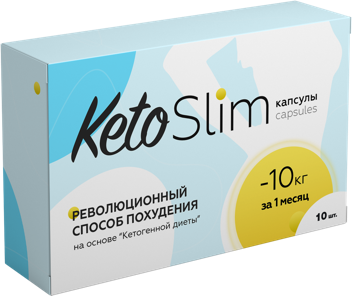 Keto Slim
капсулы
capsules
РЕВОЛЮЦИОННЫЙ
СПОСОБ ПОХУДЕНИЯ
на основе "Кетогенной диеты"
-10кг
за 1 месяц
10 шт.